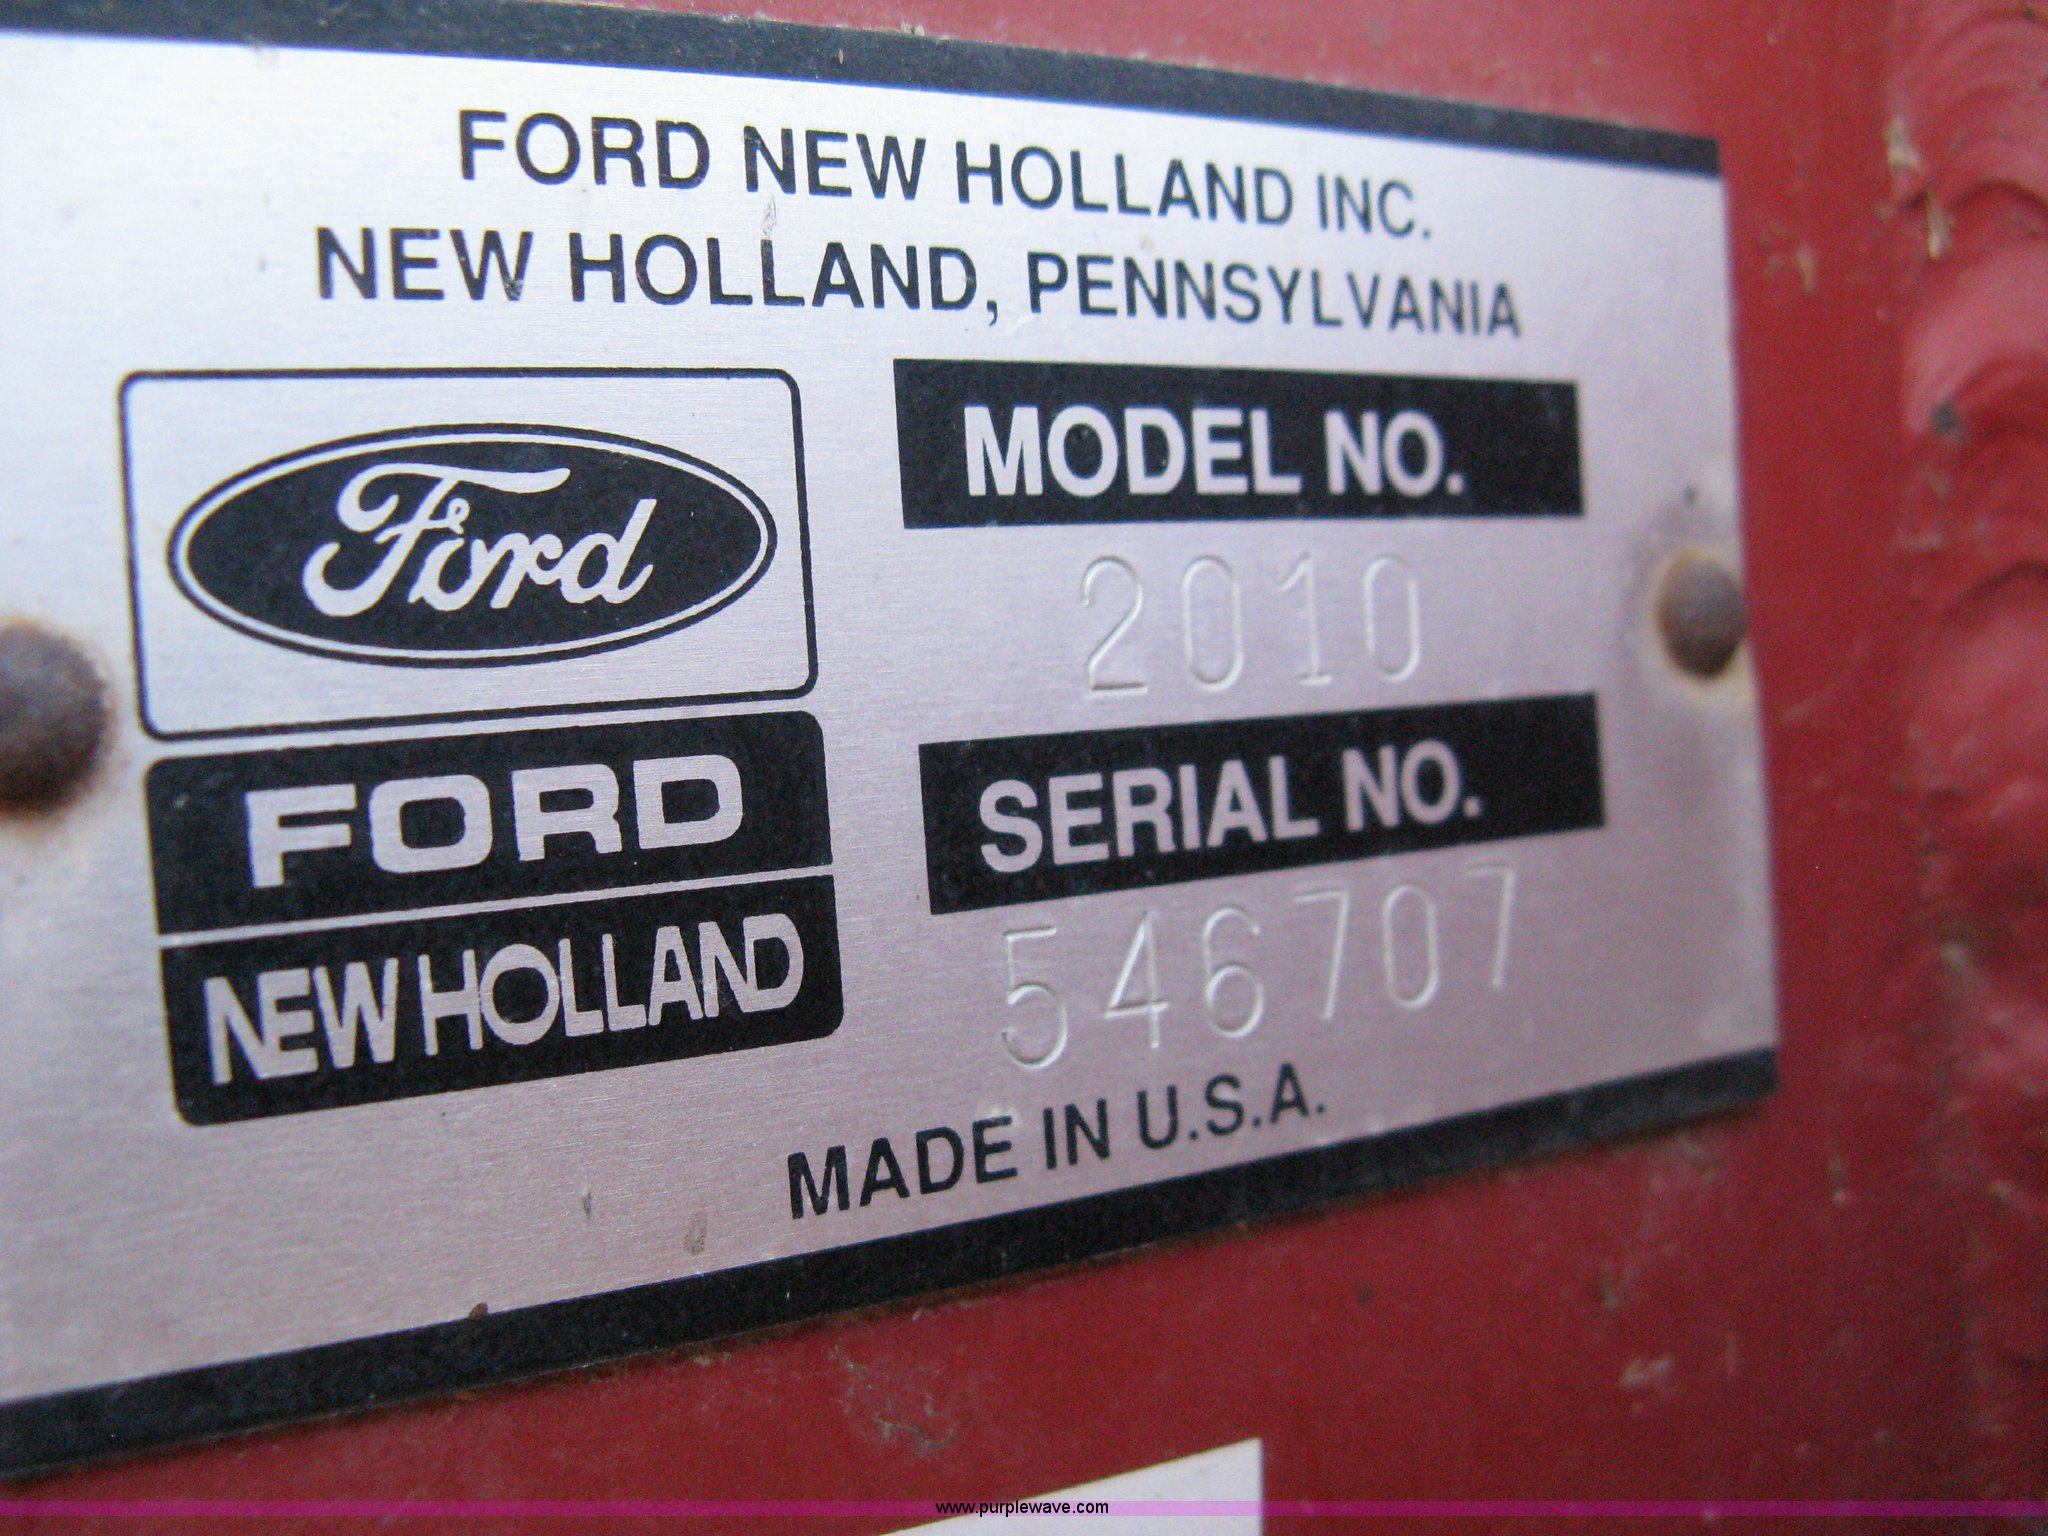 FORD NEW HOLLAND INC.
NEW HOLLAND, PENNSYLVANIA
Ford
FORD
NEW HOLLAND
MODEL NO.
2010
SERIAL NO.
546707
MADE IN U.S.A.
www.purplewave.com